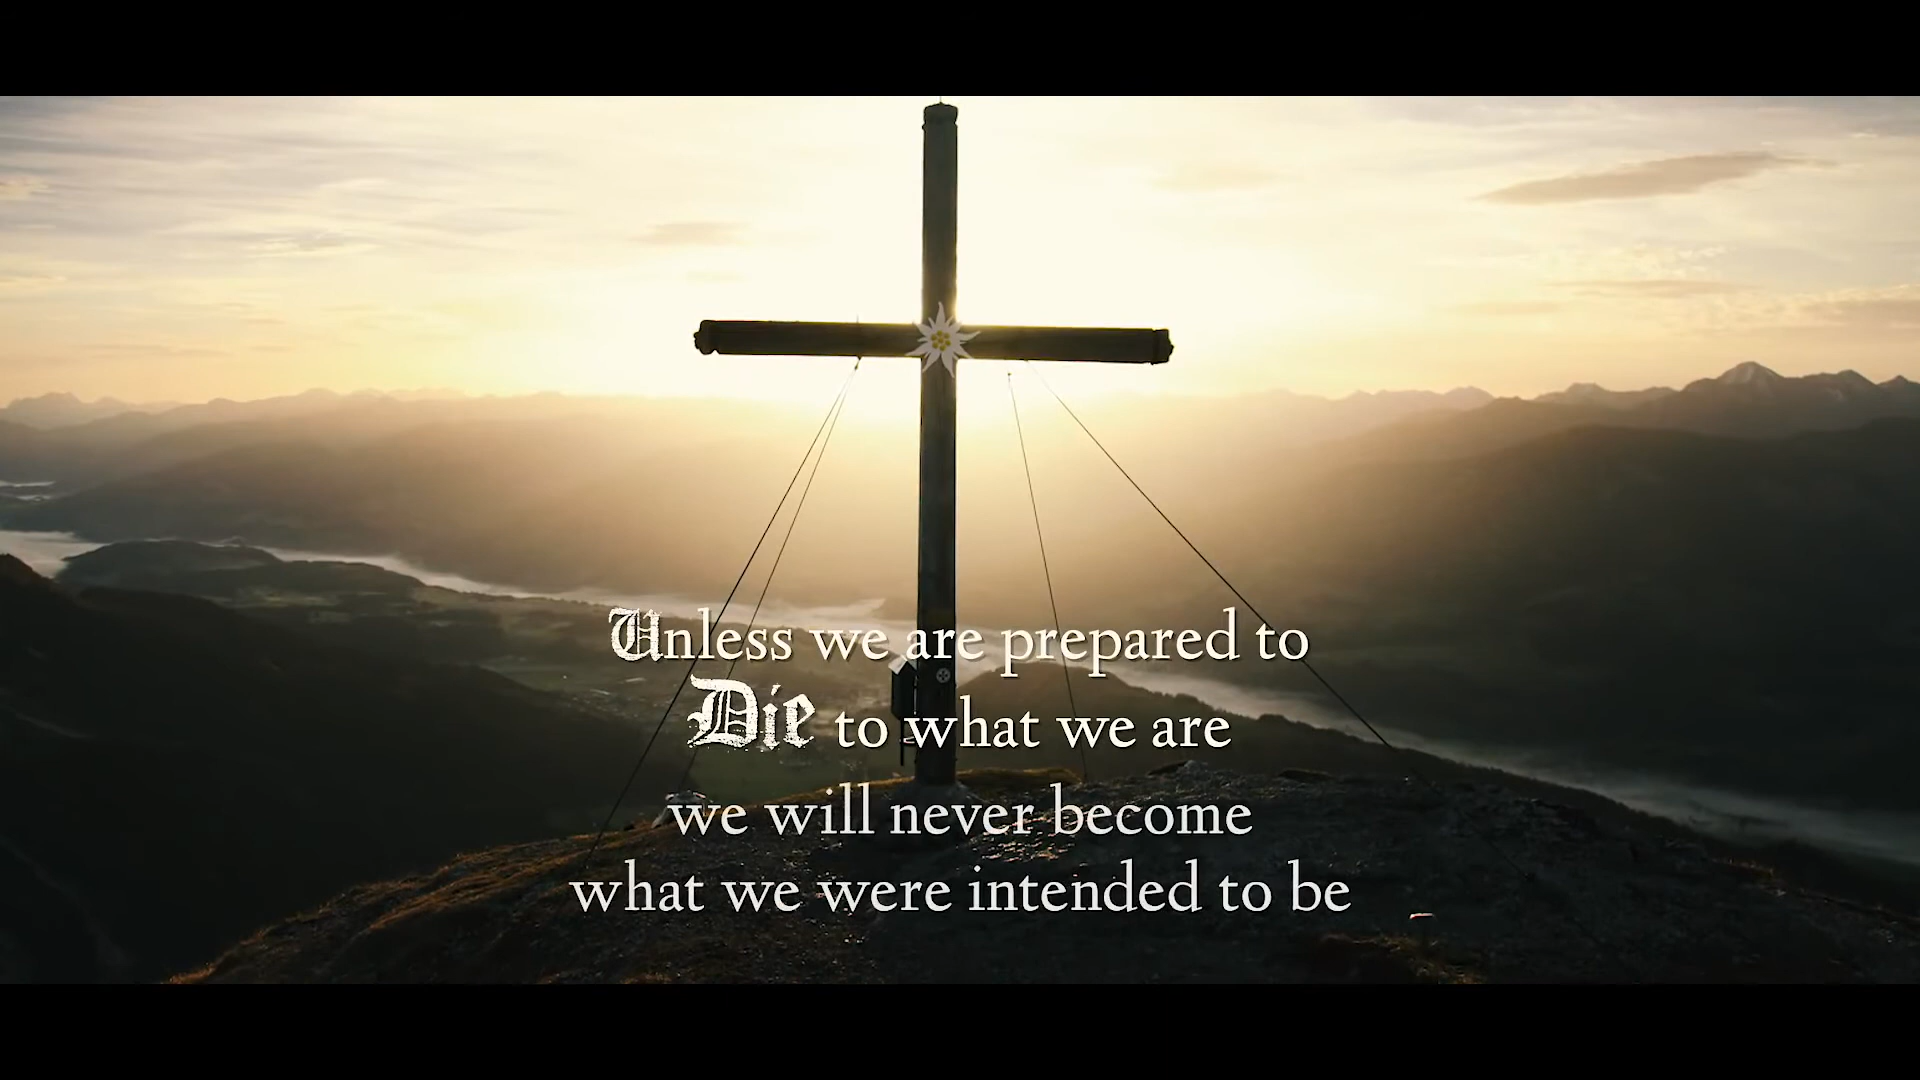 Unless we are prepared to
Die to what we are
we will never become
what we were intended to be